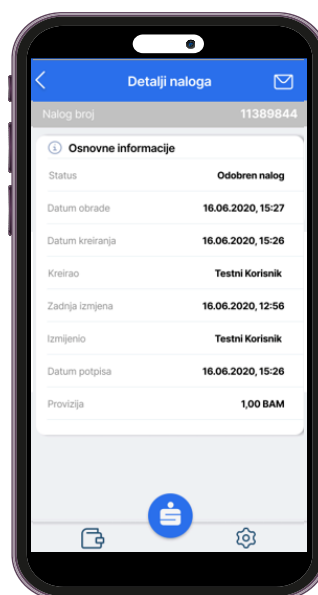 Detalji naloga
Nalog broj 11389844
Osnovne informacije
Status Odobren nalog
Datum obrade 16.06.2020, 15:27
Datum kreiranja 16.06.2020, 15:26
Kreirao Testni Korisnik
Zadnja izmjena 16.06.2020, 12:56
Izmijenio Testni Korisnik
Datum potpisa 16.06.2020, 15:26
Provizija 1,00 BAM